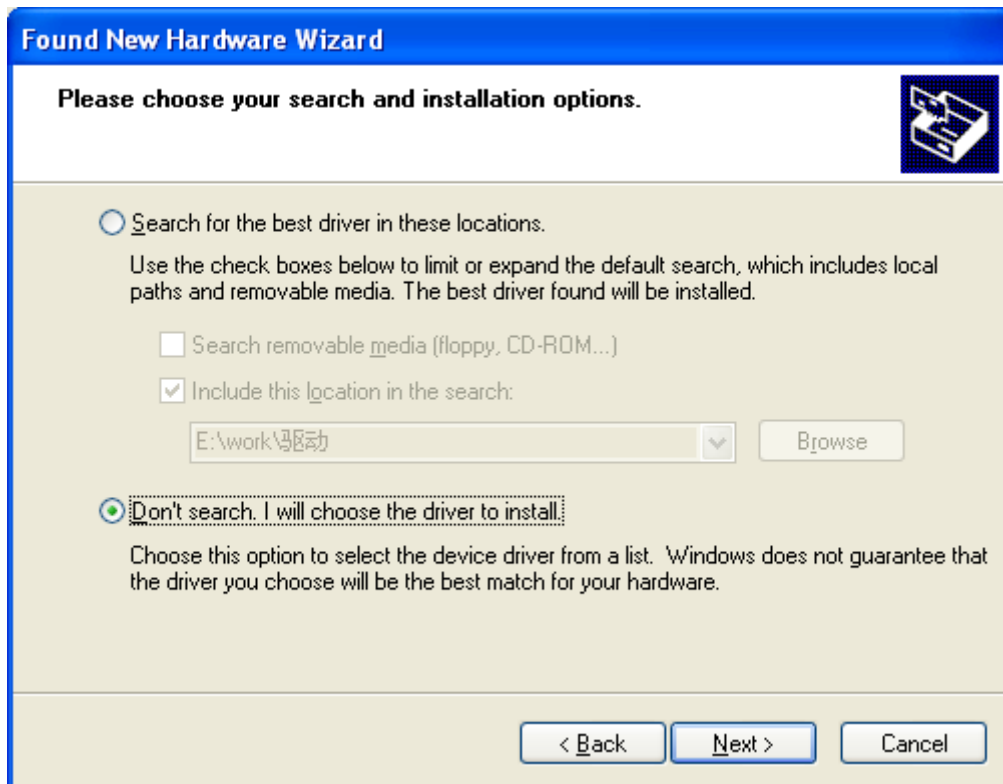 Found New Hardware Wizard
Please choose your search and installation options.
Search for the best driver in these locations.
Use the check boxes below to limit or expand the default search, which includes local
paths and removable media. The best driver found will be installed.
Search removable media (floppy, CD-ROM...)
Include this location in the search:
E:\work\驱动
Browse
Don't search. I will choose the driver to install.
Choose this option to select the device driver from a list. Windows does not guarantee that
the driver you choose will be the best match for your hardware.
< Back Next > Cancel